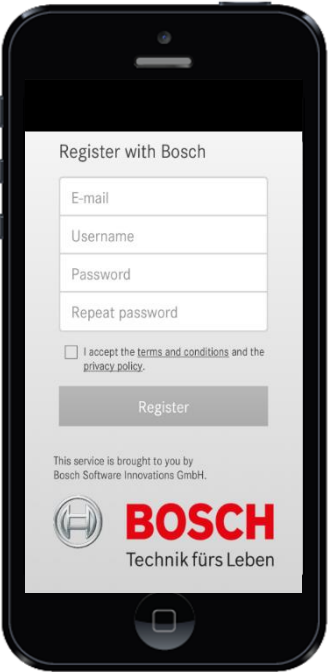 Register with Bosch
E-mail
Username
Password
Repeat password
I accept the terms and conditions and the
privacy policy.
Register
This service is brought to you by
Bosch Software Innovations GmbH.
BOSCH
Technik fürs Leben